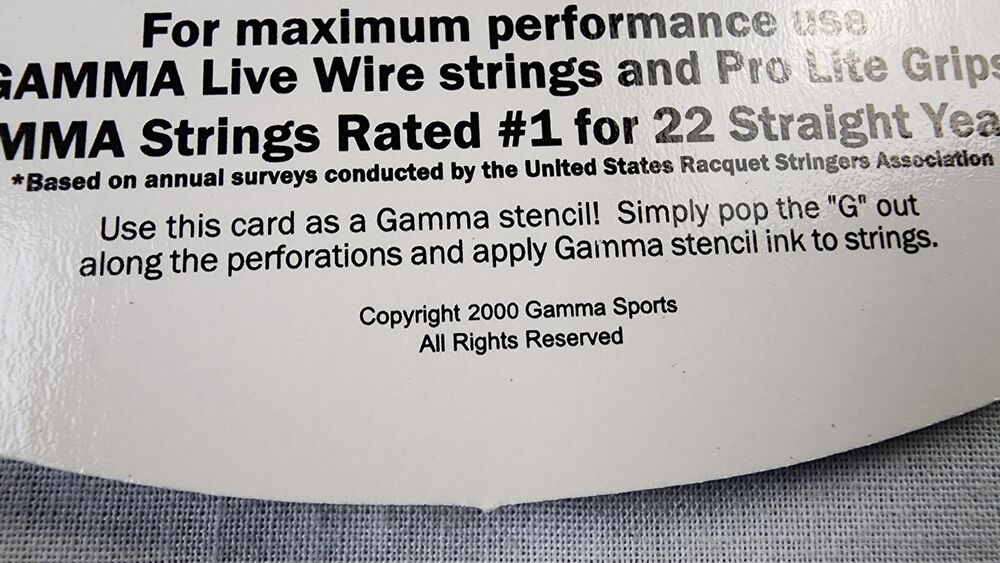 For maximum performance use
GAMMA Live Wire strings and Pro Lite Grips
MMA Strings Rated #1 for 22 Straight Yea
*Based on annual surveys conducted by the United States Racquet Stringers Association
Use this card as a Gamma stencil! Simply pop the "G" out
along the perforations and apply Gamma stencil ink to strings.
Copyright 2000 Gamma Sports
All Rights Reserved